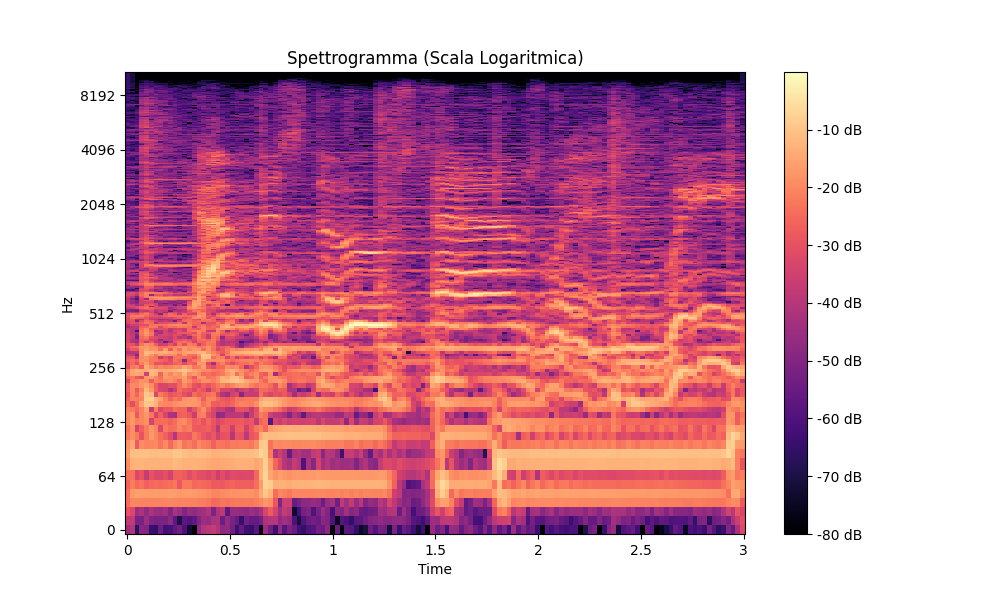 Spettrogramma (Scala Logaritmica)
Hz
8192
4096
2048
1024
512
256
128
64
0
0 0.5 1 1.5 2 2.5 3
Time
-10 dB
-20 dB
-30 dB
-40 dB
-50 dB
-60 dB
-70 dB
-80 dB